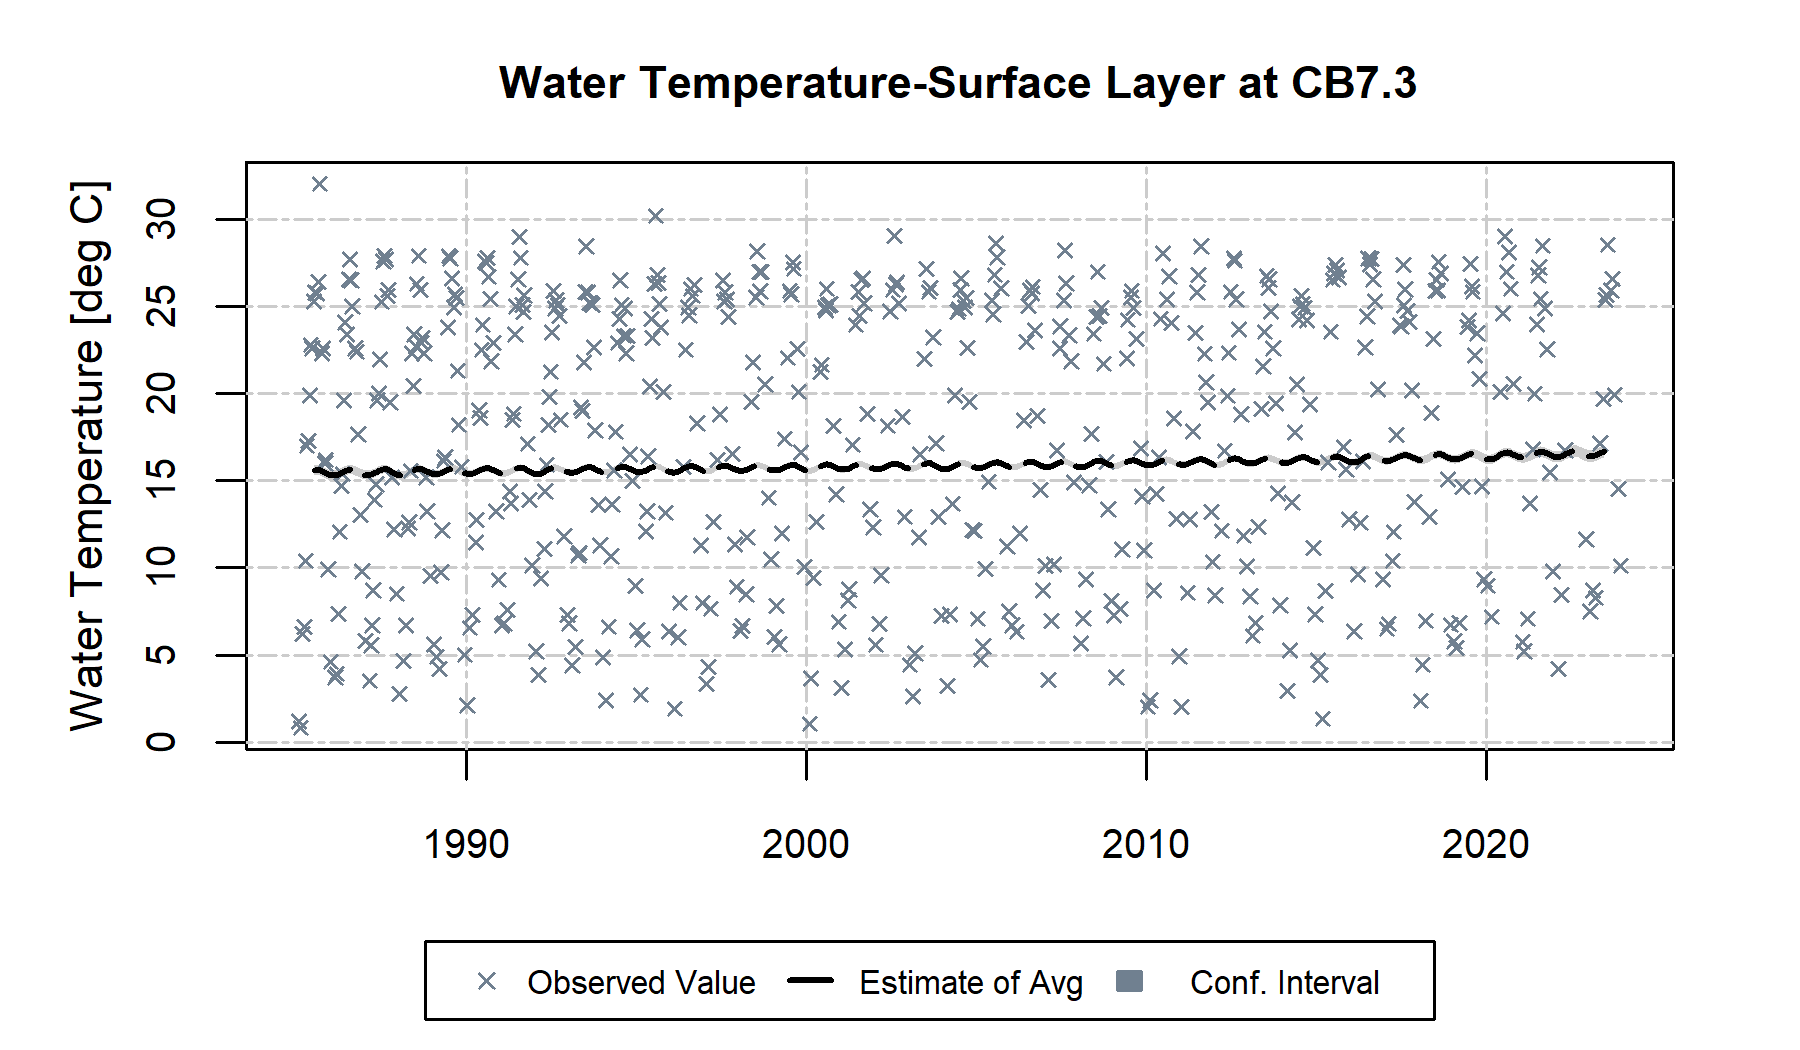 Water Temperature-Surface Layer at CB7.3
Water Temperature [deg C]
30
25
20
15
10
5
0
1990 2000 2010 2020
Observed Value Estimate of Avg Conf. Interval